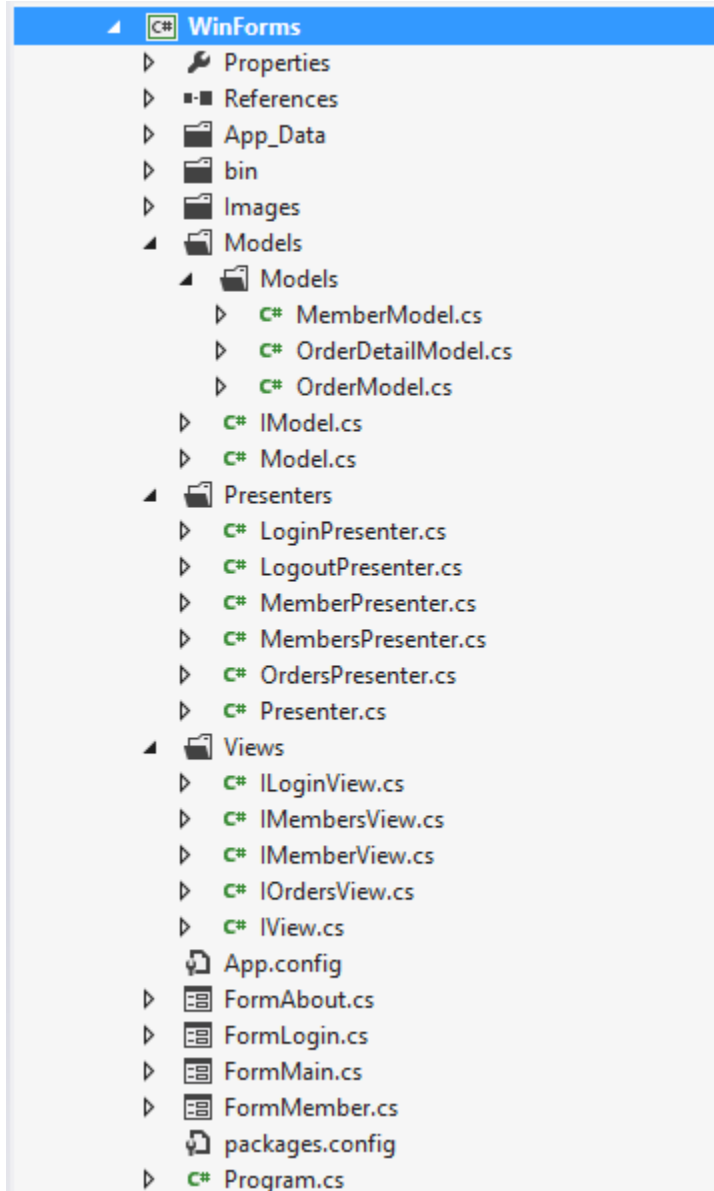 C# WinForms
Properties
References
App_Data
bin
Images
Models
Models
C# MemberModel.cs
C# OrderDetailModel.cs
C# OrderModel.cs
C# IModel.cs
C# Model.cs
Presenters
C# LoginPresenter.cs
C# LogoutPresenter.cs
C# MemberPresenter.cs
C# MembersPresenter.cs
C# OrdersPresenter.cs
C# Presenter.cs
Views
C# ILoginView.cs
C# IMembersView.cs
C# IMemberView.cs
C# IOrdersView.cs
C# IView.cs
App.config
FormAbout.cs
FormLogin.cs
FormMain.cs
FormMember.cs
packages.config
C# Program.cs